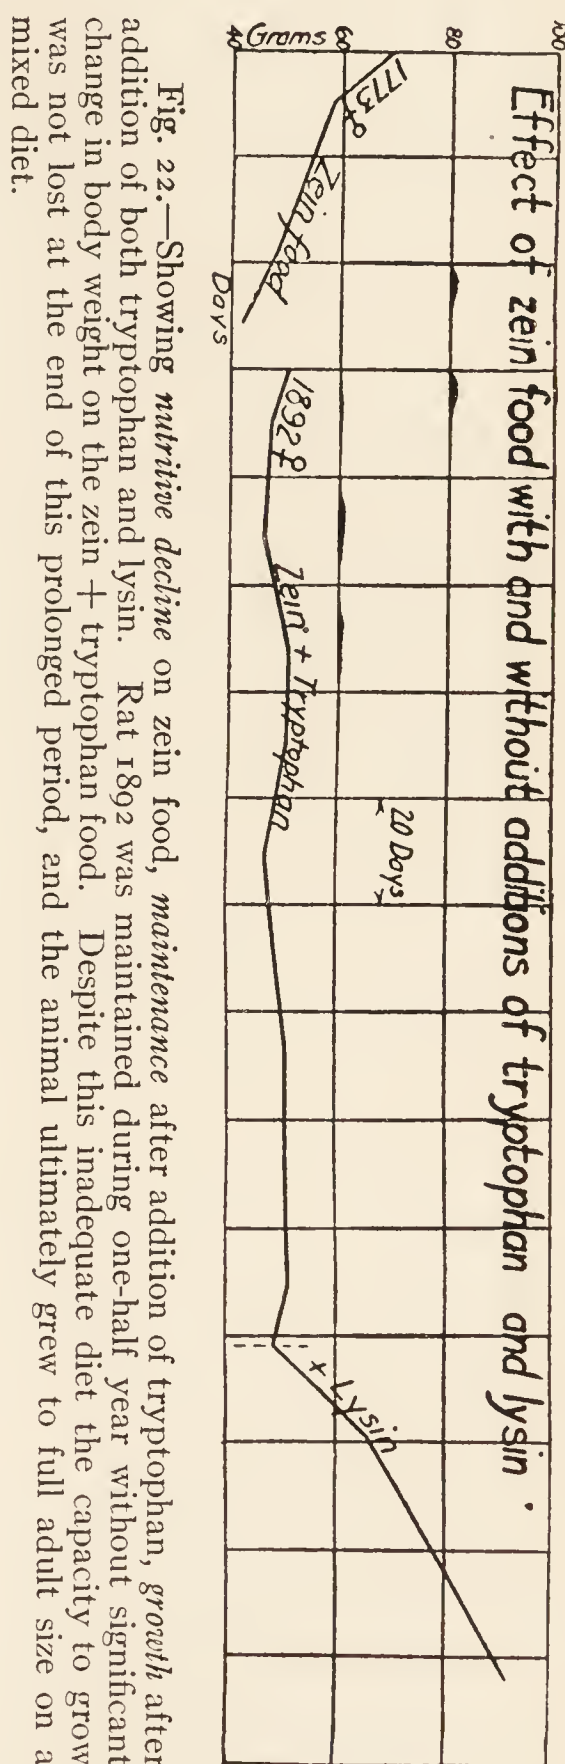 Effect of zein food with and without additions of tryptophan and lysin.
100
80
60
Grams
40
1773♀
Zein food
Days
1892♀
Zein + Tryptophan
20 Days
+ Lysin
Fig. 22.—Showing nutritive decline on zein food, maintenance after addition of tryptophan, growth after
addition of both tryptophan and lysin. Rat 1892 was maintained during one-half year without significant
change in body weight on the zein + tryptophan food. Despite this inadequate diet the capacity to grow
was not lost at the end of this prolonged period, and the animal ultimately grew to full adult size on a
mixed diet.